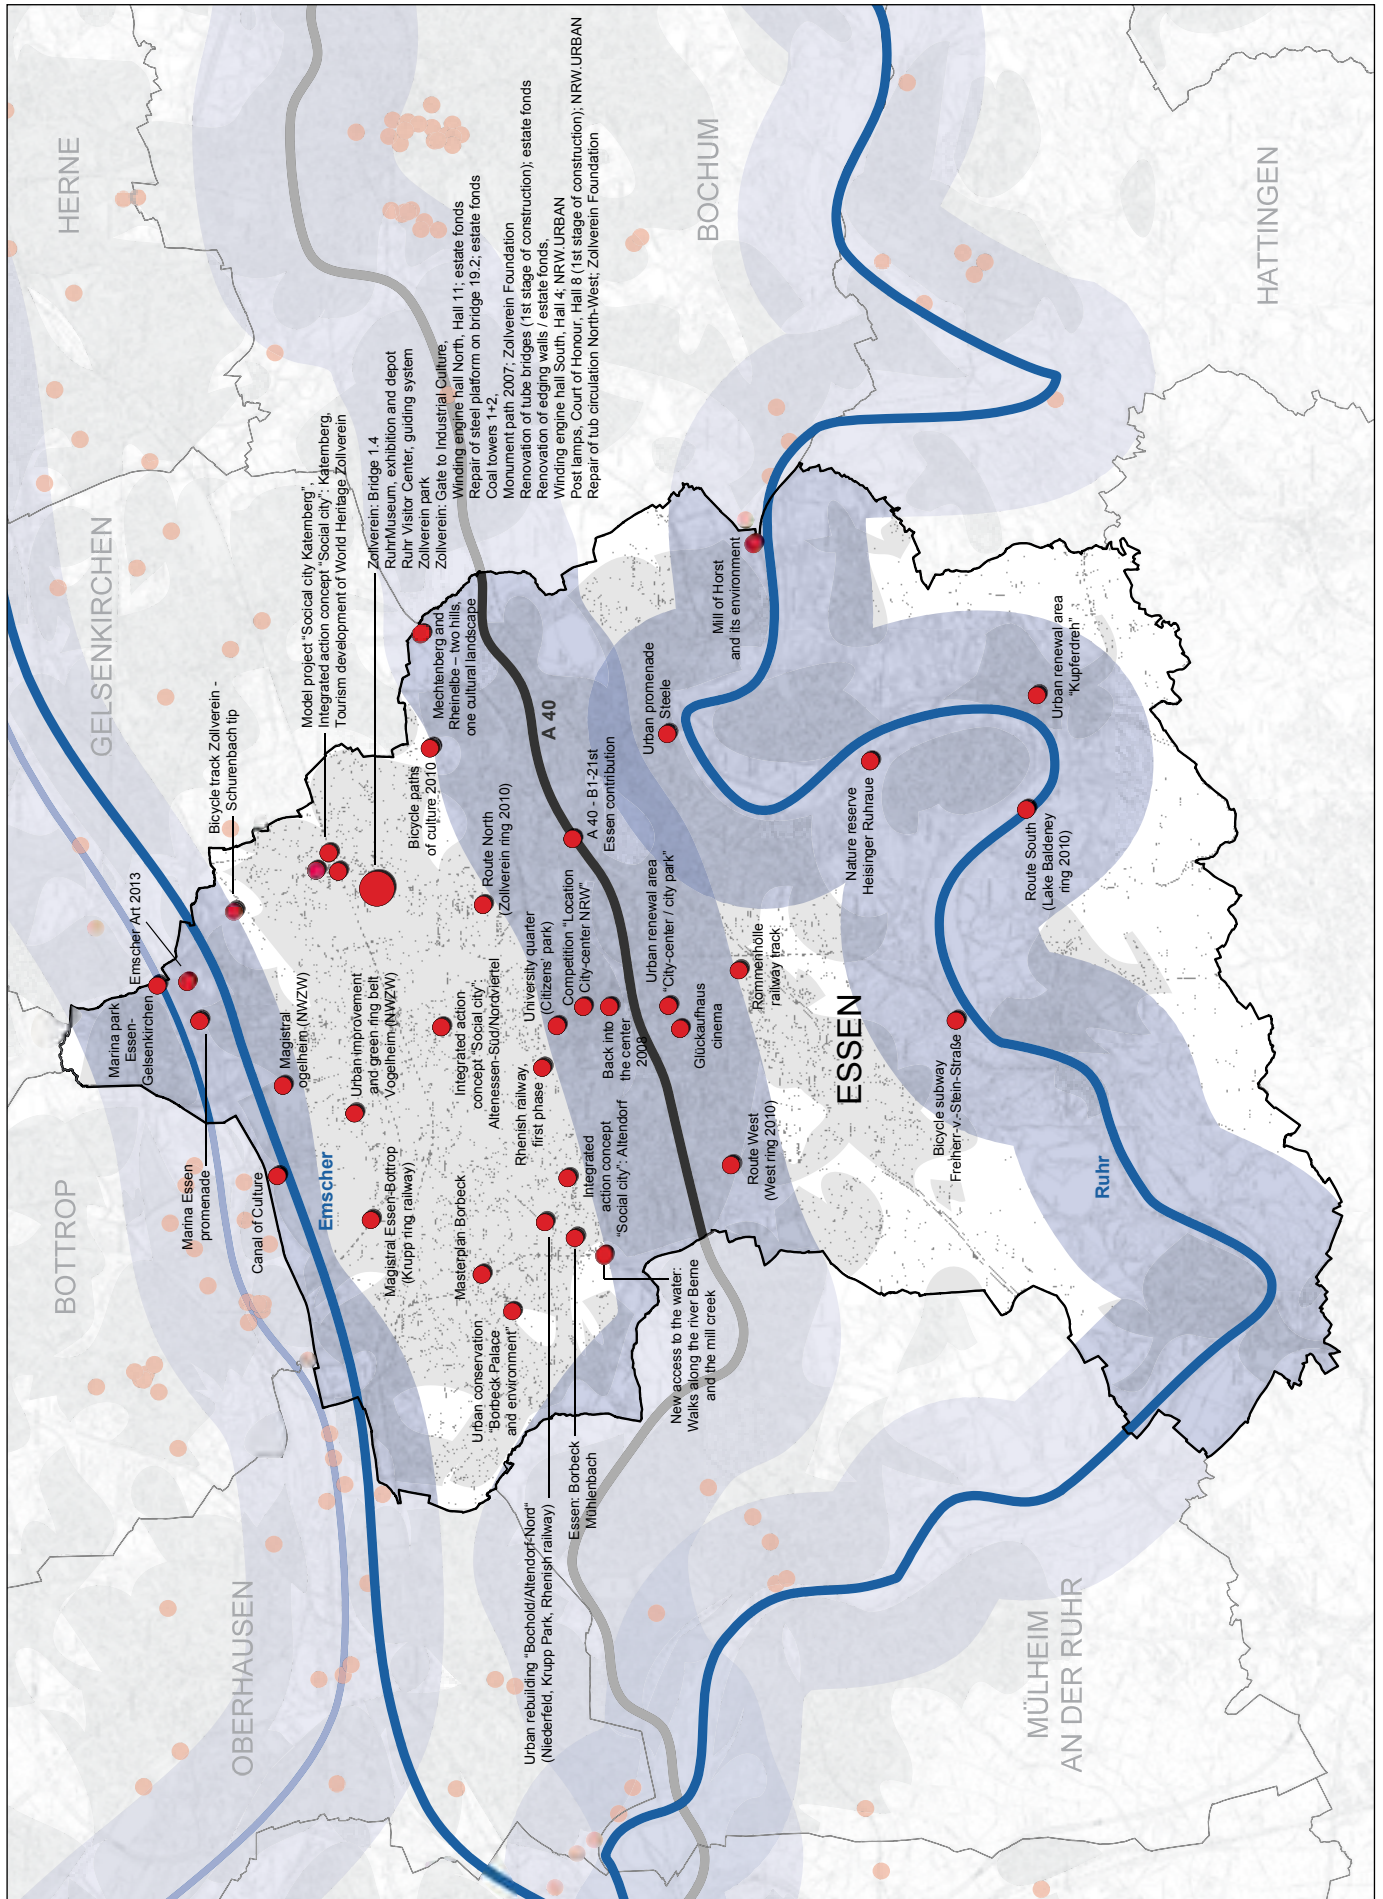 OBERHAUSEN
BOTTROP
GELSENKIRCHEN
HERNE
BOCHUM
HATTINGEN
MÜLHEIM
AN DER RUHR
ESSEN
Emscher
Ruhr
A 40
Marina park
Essen-
Gelsenkirchen
Emscher Art 2013
Marina Essen
promenade
Canal of Culture
Bicycle track Zollverein -
Schurenbach tip
Magistral
ogelheim (NWZW)
Urban improvement
and green ring belt
Vogelheim (NWZW)
Magistral Essen-Bottrop
(Krupp ring railway)
Model project “Socical city Katernberg”,
Integrated action concept “Social city”: Katernberg,
Tourism development of World Heritage Zollverein
Zollverein: Bridge 1.4
RuhrMuseum, exhibition and depot
Ruhr Visitor Center, guiding system
Zollverein park
Zollverein: Gate to Industrial Culture,
Winding engine hall North, Hall 11; estate fonds
Repair of steel platform on bridge 19.2; estate fonds
Coal towers 1+2,
Monument path 2007; Zollverein Foundation
Renovation of tube bridges (1st stage of construction); estate fonds
Renovation of edging walls / estate fonds,
Winding engine hall South, Hall 4; NRW.URBAN
Post lamps, Court of Honour, Hall 8 (1st stage of construction); NRW.URBAN
Repair of tub circulation North-West; Zollverein Foundation
Mechtenberg and
Rheinelbe – two hills,
one cultural landscape
Bicycle paths
of culture 2010
Route North
(Zollverein ring 2010)
Integrated action
concept “Social city”:
Altenessen-Süd/Nordviertel
Masterplan Borbeck
Urban conservation
“Borbeck Palace
and environment”
Rhenish railway,
first phase
University quarter
(Citizens’ park)
Competition “Location
City-center NRW”
Back into
the center
2008
A 40 - B1-21st
Essen contribution
Integrated
action concept
“Social city”: Altendorf
Urban rebuilding “Bochold/Altendorf-Nord“
(Niederfeld, Krupp Park, Rhenish railway)
Essen: Borbeck
Mühlenbach
New access to the water:
Walks along the river Berne
and the mill creek
Urban renewal area
“City-center / city park”
Glückaufhaus
cinema
Rommenhölle
railway track
Route West
(West ring 2010)
Urban promenade
Steele
Mill of Horst
and its environment
Nature reserve
Heisinger Ruhraue
Bicycle subway
Freiherr-v.-Stein-Straße
Route South
(Lake Baldeney
ring 2010)
Urban renewal area
“Kupferdreh”